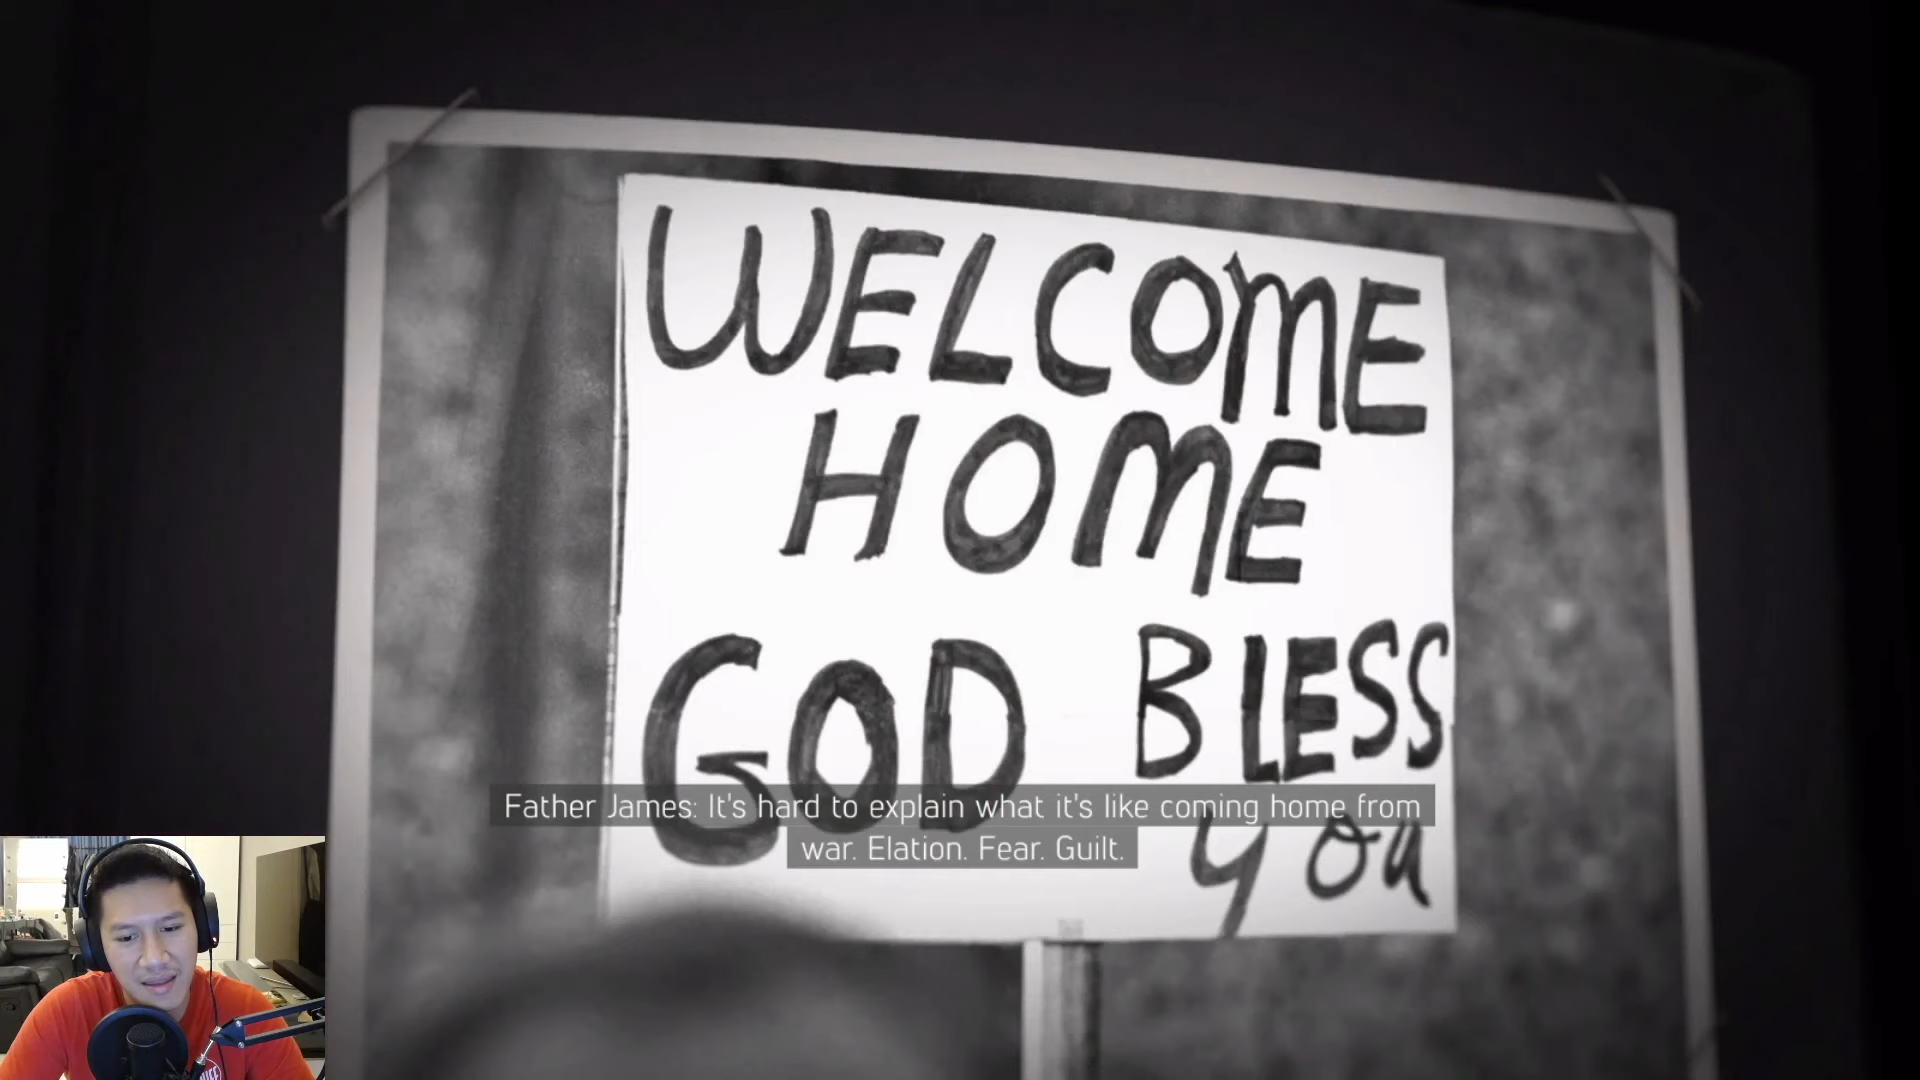 WELCOME
HOME
GOD BLESS
you
Father James: It's hard to explain what it's like coming home from
war. Elation. Fear. Guilt.